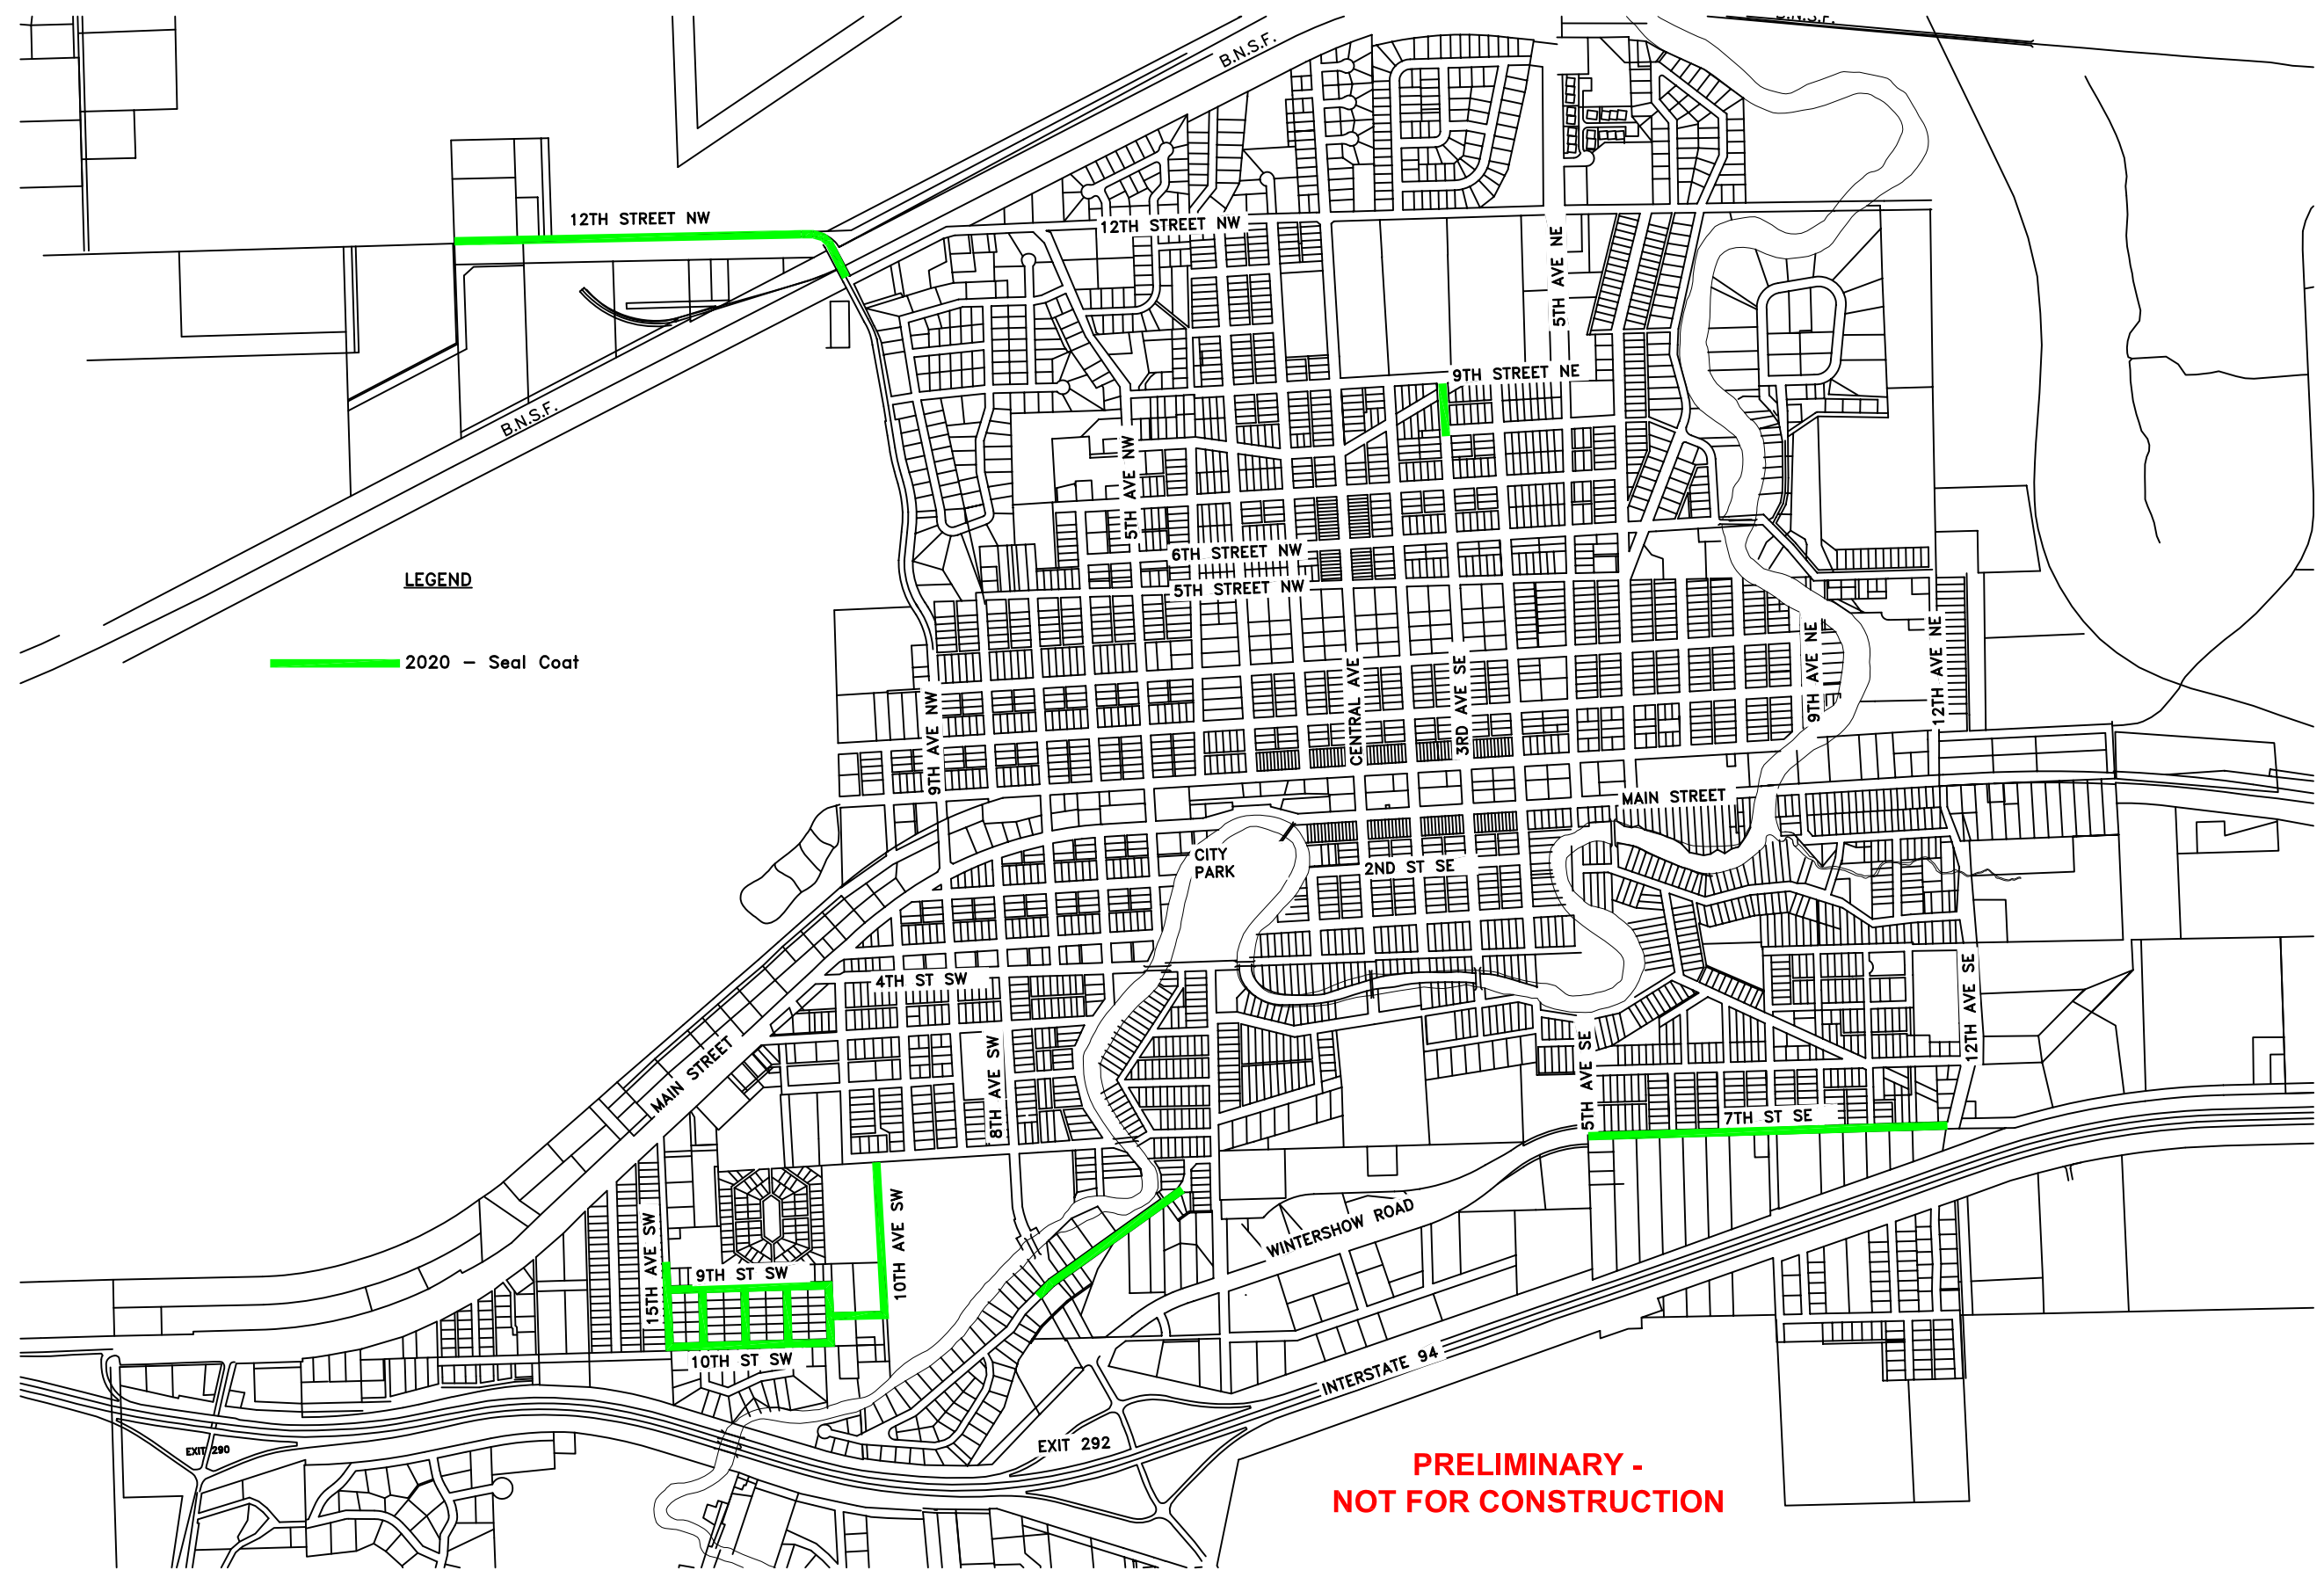 B.N.S.F.
B.N.S.F.
12TH STREET NW
12TH STREET NW
5TH AVE NE
9TH STREET NE
B.N.S.F.
5TH AVE NW
6TH STREET NW
5TH STREET NW
LEGEND
2020 – Seal Coat
9TH AVE NW
CENTRAL AVE
3RD AVE SE
9TH AVE NE
12TH AVE NE
MAIN STREET
CITY
PARK
2ND ST SE
4TH ST SW
MAIN STREET
8TH AVE SW
5TH AVE SE
12TH AVE SE
7TH ST SE
15TH AVE SW
10TH AVE SW
9TH ST SW
WINTERSHOW ROAD
10TH ST SW
INTERSTATE 94
EXIT 290
EXIT 292
PRELIMINARY -
NOT FOR CONSTRUCTION